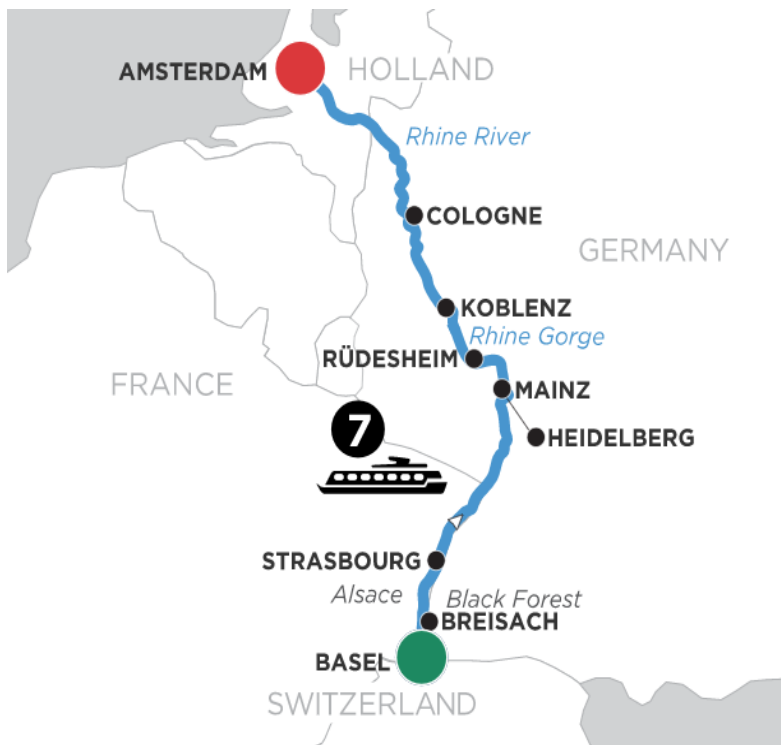 AMSTERDAM
HOLLAND
Rhine River
COLOGNE
GERMANY
KOBLENZ
Rhine Gorge
RÜDESHEIM
FRANCE
MAINZ
7
HEIDELBERG
STRASBOURG
Alsace
Black Forest
BREISACH
BASEL
SWITZERLAND